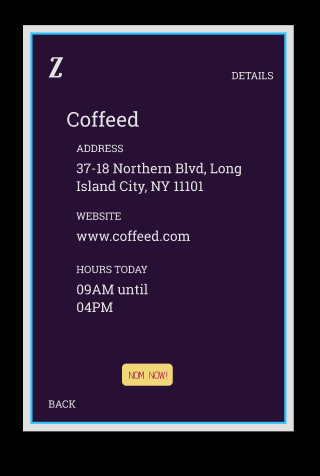 Z
DETAILS
Coffeed
ADDRESS
37-18 Northern Blvd, Long
Island City, NY 11101
WEBSITE
www.coffeed.com
HOURS TODAY
09AM until
04PM
NOM NOW!
BACK